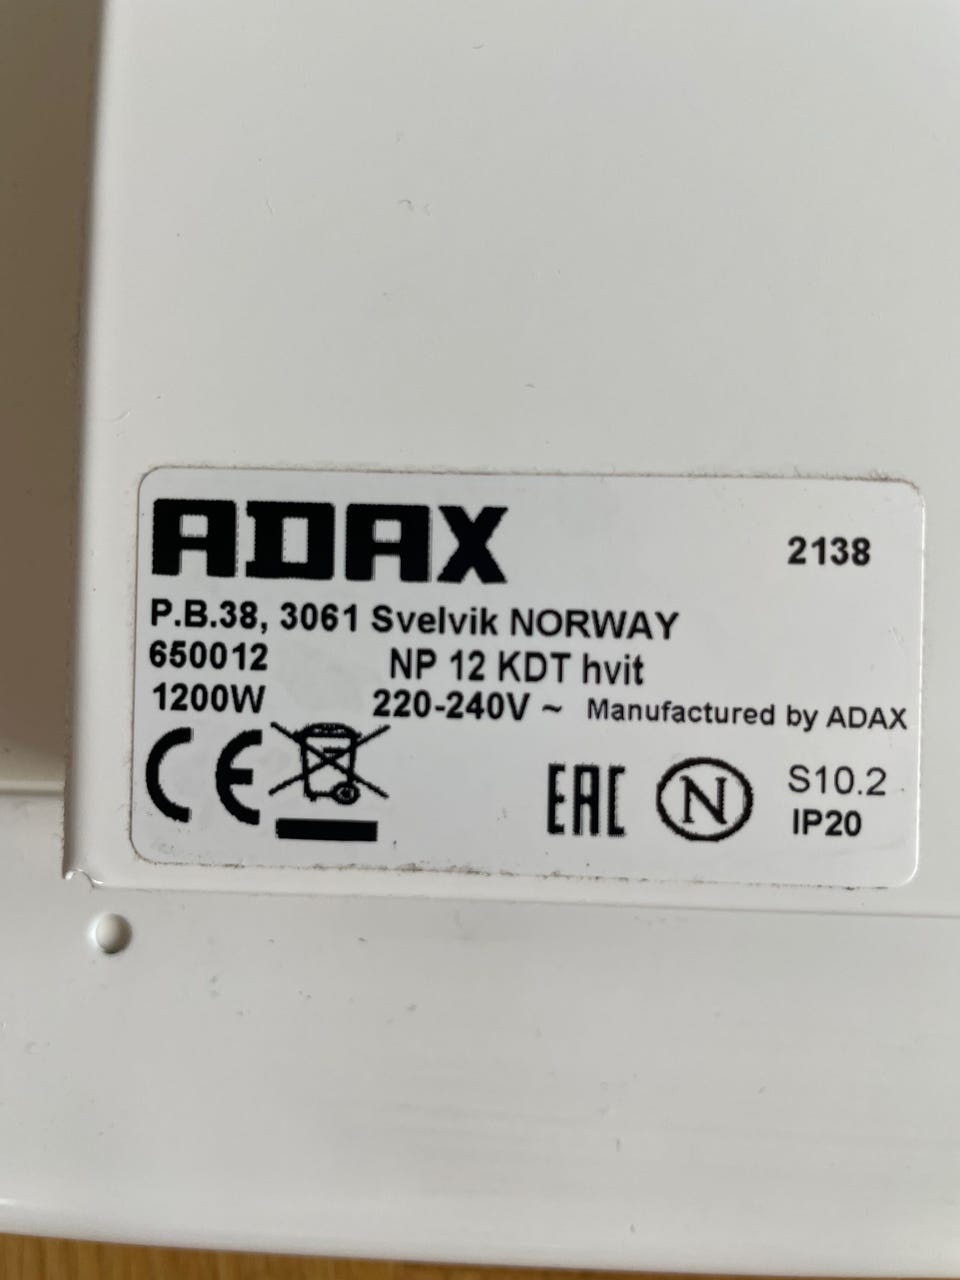 ADAX 2138
P.B.38, 3061 Svelvik NORWAY
650012 NP 12 KDT hvit
1200W 220-240V ~ Manufactured by ADAX
CE EAC N S10.2
IP20